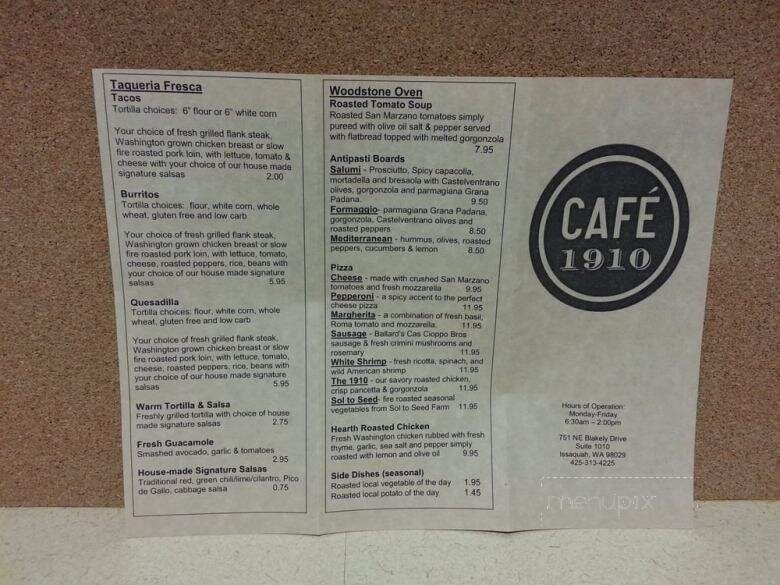 Taqueria Fresca
Tacos
Tortilla choices: 6" flour or 6" white corn
Your choice of fresh grilled flank steak,
Washington grown chicken breast or slow
fire roasted pork loin, with lettuce, tomato &
cheese with your choice of our house made
signature salsas 2.00
Burritos
Tortilla choices: flour, white corn, whole
wheat, gluten free and low carb
Your choice of fresh grilled flank steak,
Washington grown chicken breast or slow
fire roasted pork loin, with lettuce, tomato,
cheese, roasted peppers, rice, beans with
your choice of our house made signature
salsas 5.95
Quesadilla
Tortilla choices: flour, white corn, whole
wheat, gluten free and low carb
Your choice of fresh grilled flank steak,
Washington grown chicken breast or slow
fire roasted pork loin, with lettuce, tomato,
cheese, roasted peppers, rice, beans with
your choice of our house made signature
salsas 5.95
Warm Tortilla & Salsa
Freshly grilled tortilla with choice of house
made signature salsas 2.75
Fresh Guacamole
Smashed avocado, garlic & tomatoes
2.95
House-made Signature Salsas
Traditional red, green chili/lime/cilantro, Pico
de Gallo, cabbage salsa 0.75
Woodstone Oven
Roasted Tomato Soup
Roasted San Marzano tomatoes simply
pureed with olive oil salt & pepper served
with flatbread topped with melted gorgonzola
7.95
Antipasti Boards
Salumi - Prosciutto, Spicy capacolla,
mortadella and bresaola with Castelventrano
olives, gorgonzola and parmagiana Grana
Padana. 9.50
Formaggio- parmagiana Grana Padana,
gorgonzola, Castelventrano olives and
roasted peppers 8.50
Mediterranean - hummus, olives, roasted
peppers, cucumbers & lemon 8.50
Pizza
Cheese - made with crushed San Marzano
tomatoes and fresh mozzarella 9.95
Pepperoni - a spicy accent to the perfect
cheese pizza 11.95
Margherita - a combination of fresh basil,
Roma tomato and mozzarella. 11.95
Sausage - Ballard's Cas Cioppo Bros
sausage & fresh crimini mushrooms and
rosemary 11.95
White Shrimp - fresh ricotta, spinach, and
wild American shrimp 11.95
The 1910 - our savory roasted chicken,
crisp pancetta & gorgonzola 11.95
Sol to Seed- fire roasted seasonal
vegetables from Sol to Seed Farm 11.95
Hearth Roasted Chicken
Fresh Washington chicken rubbed with fresh
thyme, garlic, sea salt and pepper simply
roasted with lemon and olive oil 9.95
Side Dishes (seasonal)
Roasted local vegetable of the day 1.95
Roasted local potato of the day 1.45
CAFÉ
1910
Hours of Operation:
Monday-Friday
6:30am – 2:00pm
751 NE Blakely Drive
Suite 1010
Issaquah, WA 98029
425-313-4225
menupix